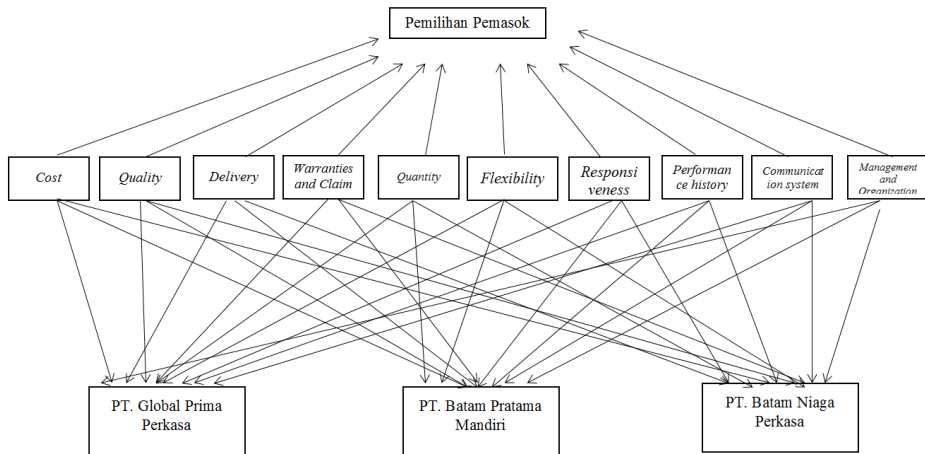 Pemilihan Pemasok
Cost
Quality
Delivery
Warranties
and Claim
Quantity
Flexibility
Responsi
veness
Performan
ce history
Communicat
ion system
Management
and
Organization
PT. Global Prima
Perkasa
PT. Batam Pratama
Mandiri
PT. Batam Niaga
Perkasa